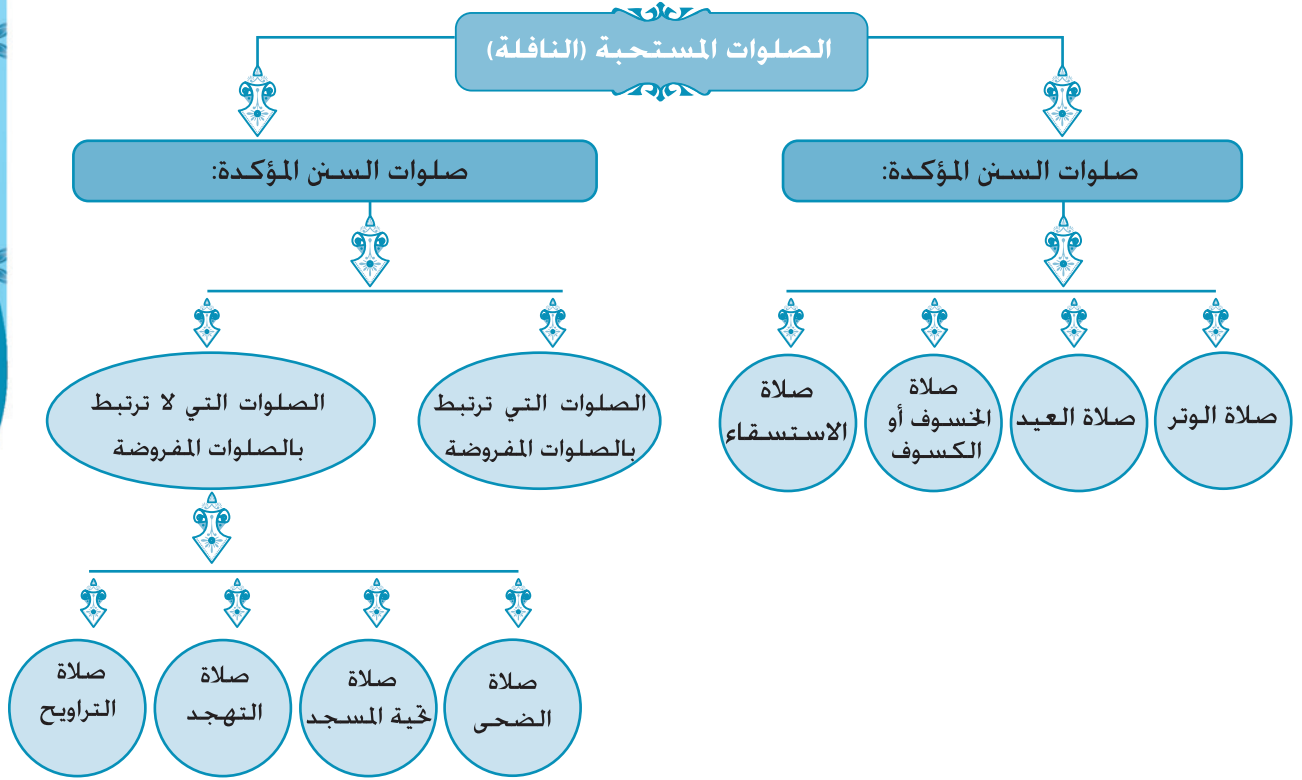 الصلوات المستحبة (النافلة)
صلوات السنن المؤكدة:
صلوات السنن المؤكدة:
صلاة الوتر
صلاة العيد
صلاة
الخسوف أو
الكسوف
صلاة
الاستسقاء
الصلوات التي ترتبط
بالصلوات المفروضة
الصلوات التي لا ترتبط
بالصلوات المفروضة
صلاة
الضحى
صلاة
تحية المسجد
صلاة
التهجد
صلاة
التراويح